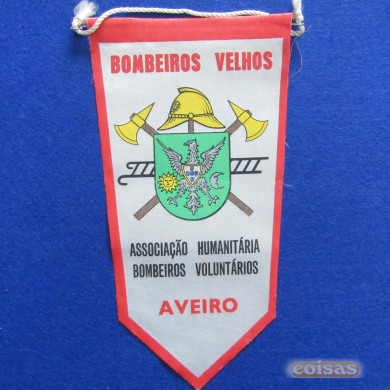 BOMBEIROS VELHOS
ASSOCIAÇÃO HUMANITÁRIA
BOMBEIROS VOLUNTÁRIOS
AVEIRO
coisas